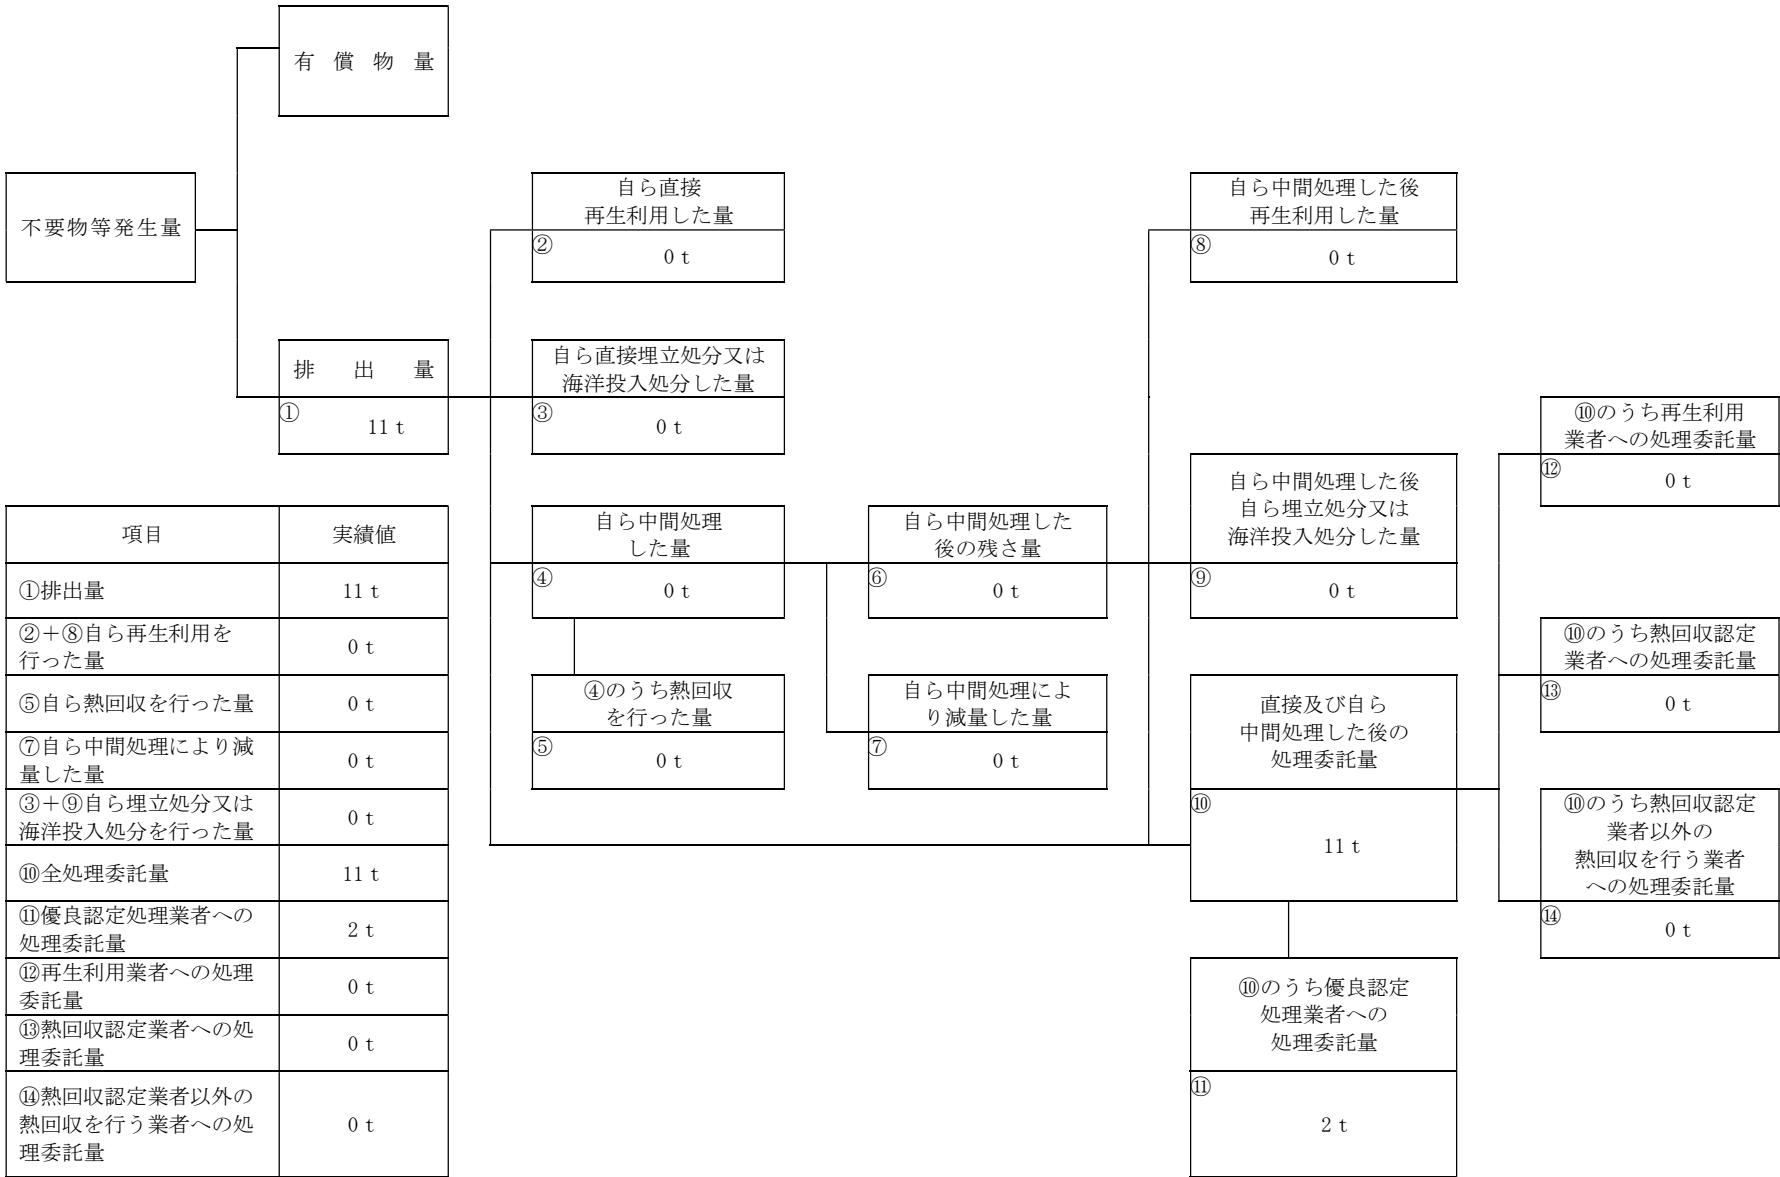 有償物量
不要物等発生量
自ら直接
再生利用した量
②
0 t
自ら中間処理した後
再生利用した量
⑧
0 t
排出量
①
11 t
自ら直接埋立処分又は
海洋投入処分した量
③
0 t
⑩のうち再生利用
業者への処理委託量
⑫
0 t
自ら中間処理した後
自ら埋立処分又は
海洋投入処分した量
⑨
0 t
自ら中間処理
した量
④
0 t
自ら中間処理した
後の残さ量
⑥
0 t
⑩のうち熱回収認定
業者への処理委託量
⑬
0 t
④のうち熱回収
を行った量
⑤
0 t
自ら中間処理によ
り減量した量
⑦
0 t
直接及び自ら
中間処理した後の
処理委託量
⑩
11 t
⑩のうち熱回収認定
業者以外の
熱回収を行う業者
への処理委託量
⑭
0 t
⑩のうち優良認定
処理業者への
処理委託量
⑪
2 t
項目 実績値
①排出量 11 t
②+⑧自ら再生利用を
行った量 0 t
⑤自ら熱回収を行った量 0 t
⑦自ら中間処理により減
量した量 0 t
③+⑨自ら埋立処分又は
海洋投入処分を行った量 0 t
⑩全処理委託量 11 t
⑪優良認定処理業者への
処理委託量 2 t
⑫再生利用業者への処理
委託量 0 t
⑬熱回収認定業者への処
理委託量 0 t
⑭熱回収認定業者以外の
熱回収を行う業者への処
理委託量 0 t